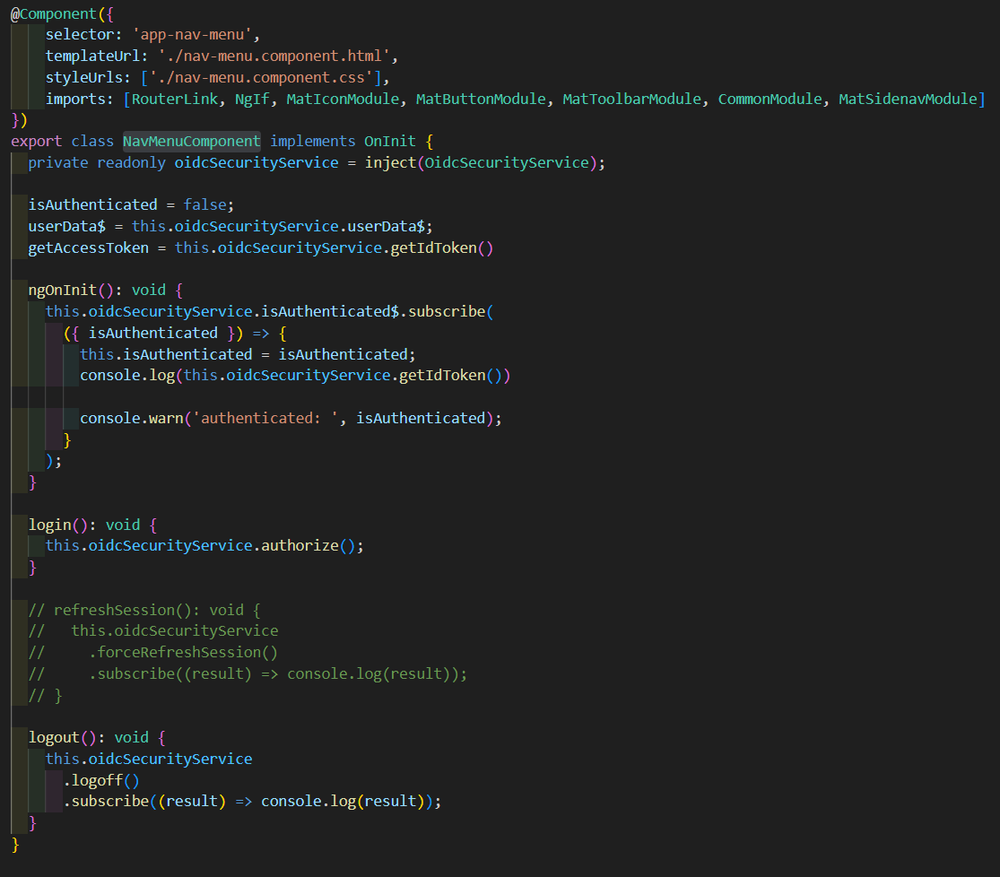 @Component({
selector: 'app-nav-menu',
templateUrl: './nav-menu.component.html',
styleUrls: ['./nav-menu.component.css'],
imports: [RouterLink, NgIf, MatIconModule, MatButtonModule, MatToolbarModule, CommonModule, MatSidenavModule]
})
export class NavMenuComponent implements OnInit {
private readonly oidcSecurityService = inject(OidcSecurityService);
isAuthenticated = false;
userData$ = this.oidcSecurityService.userData$;
getAccessToken = this.oidcSecurityService.getIdToken()
ngOnInit(): void {
this.oidcSecurityService.isAuthenticated$.subscribe(
({ isAuthenticated }) => {
this.isAuthenticated = isAuthenticated;
console.log(this.oidcSecurityService.getIdToken())
console.warn('authenticated: ', isAuthenticated);
}
);
}
login(): void {
this.oidcSecurityService.authorize();
}
// refreshSession(): void {
//   this.oidcSecurityService
//     .forceRefreshSession()
//     .subscribe((result) => console.log(result));
// }
logout(): void {
this.oidcSecurityService
.logoff()
.subscribe((result) => console.log(result));
}
}